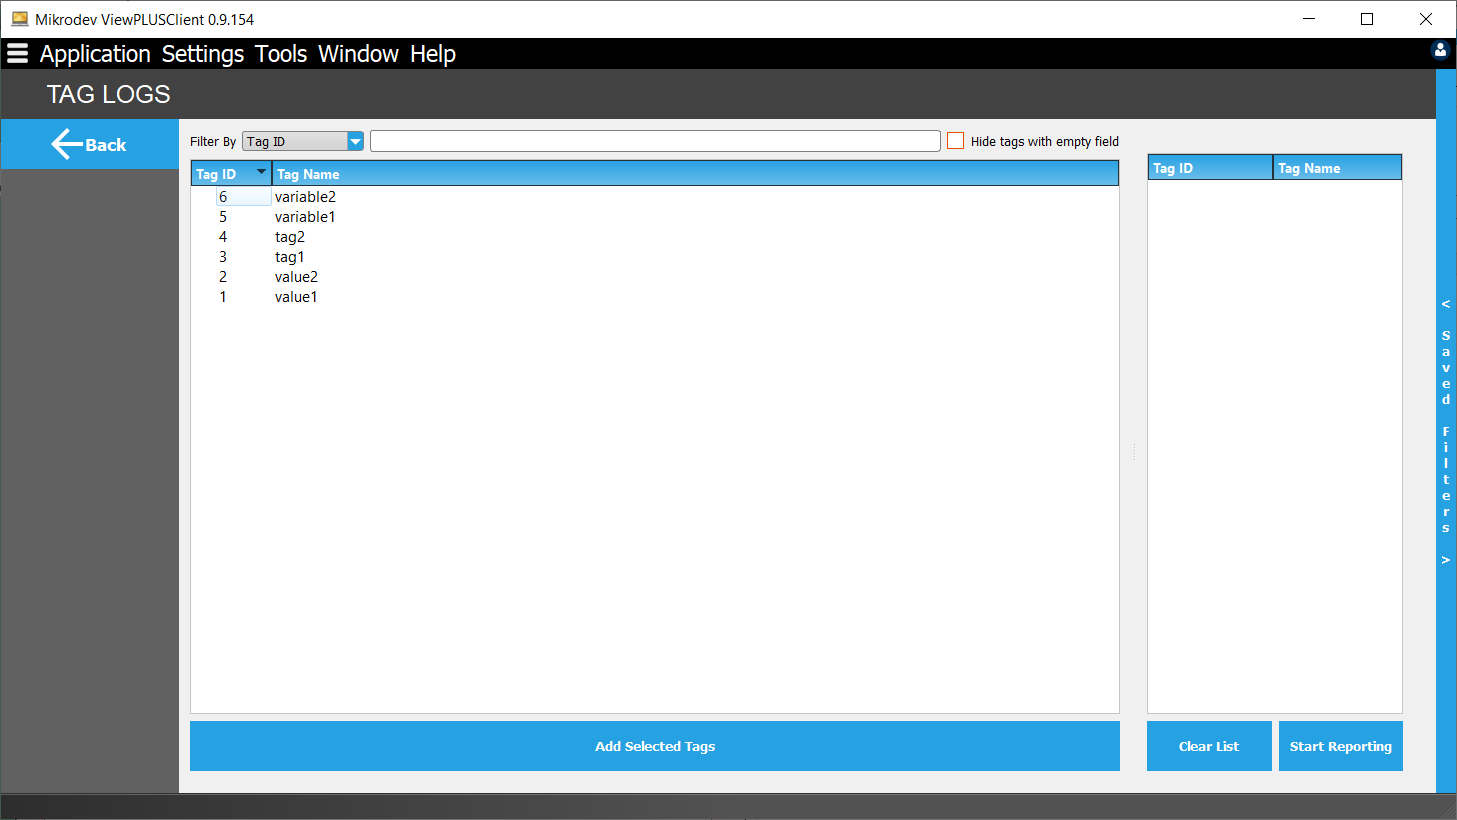 Mikrodev ViewPLUSClient 0.9.154
Application Settings Tools Window Help
TAG LOGS
Back
Filter By Tag ID Hide tags with empty field
Tag ID Tag Name
6 variable2
5 variable1
4 tag2
3 tag1
2 value2
1 value1
Add Selected Tags
Tag ID Tag Name
Clear List Start Reporting
< Saved Filters >